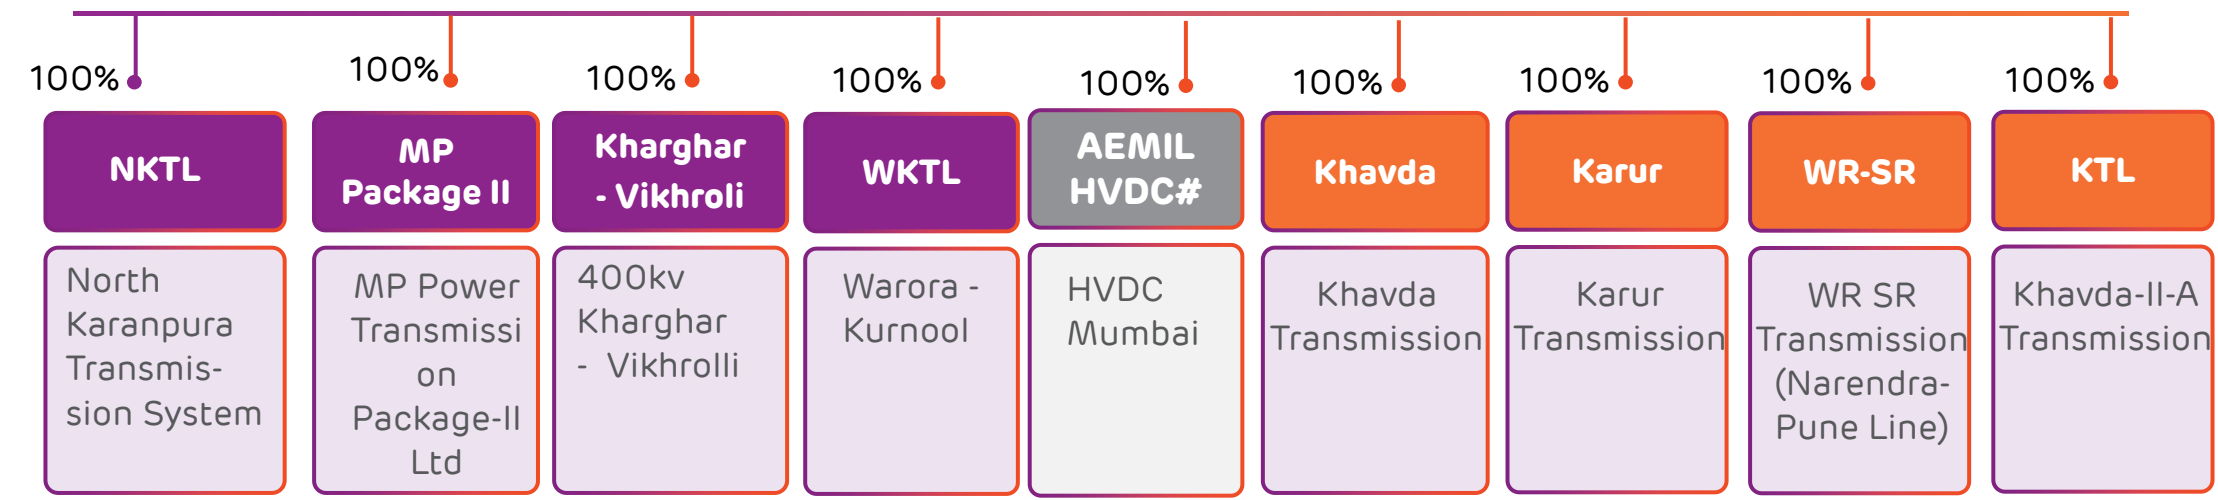 100%
100%
100%
100%
100%
100%
100%
100%
100%
NKTL
MP
Package II
Kharghar
- Vikhroli
WKTL
AEMIL
HVDC#
Khavda
Karur
WR-SR
KTL
North
Karanpura
Transmis-
sion System
MP Power
Transmissi
on
Package-II
Ltd
400kv
Kharghar
- Vikhrolli
Warora -
Kurnool
HVDC
Mumbai
Khavda
Transmission
Karur
Transmission
WR SR
Transmission
(Narendra-
Pune Line)
Khavda-II-A
Transmission